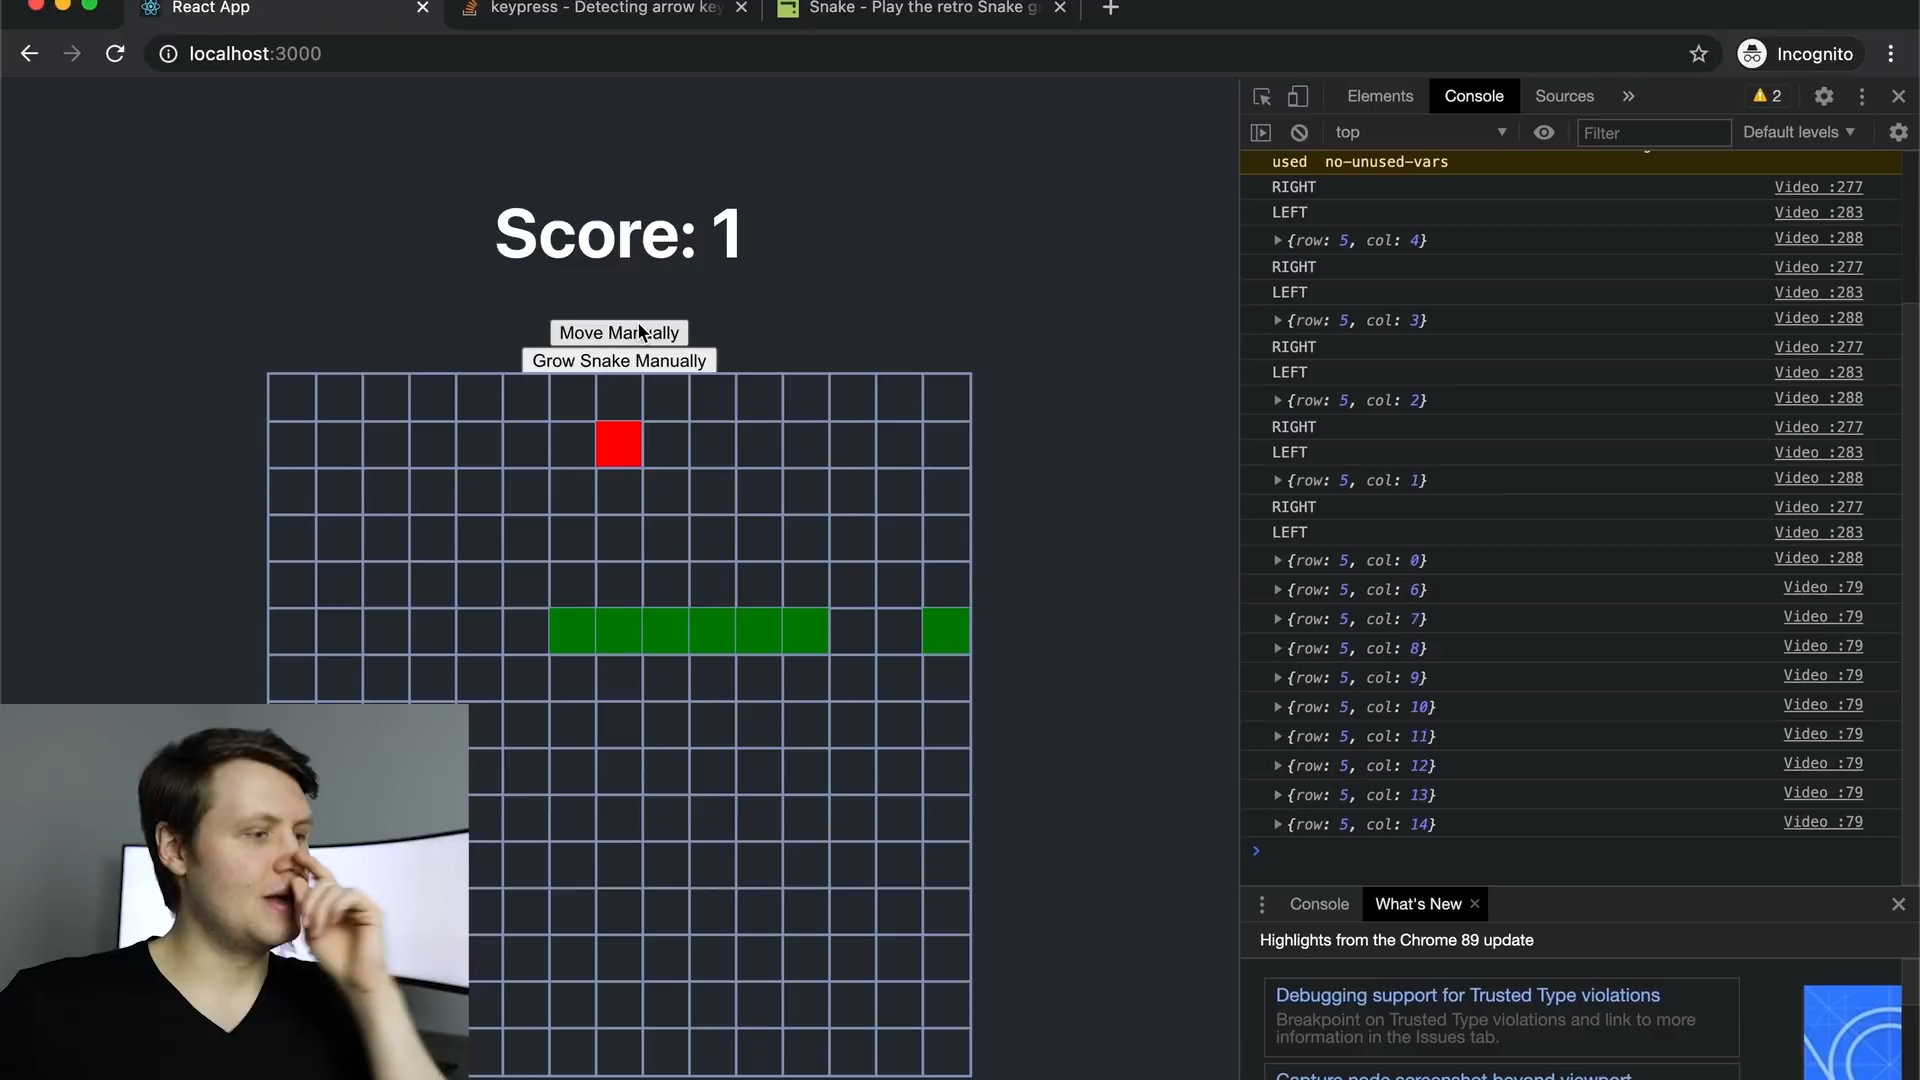 React App
keypress - Detecting arrow key
Snake - Play the retro Snake g
localhost:3000
Incognito
Elements
Console
Sources
2
top
Filter
Default levels
used no-unused-vars
RIGHT Video :277
LEFT Video :283
{row: 5, col: 4} Video :288
RIGHT Video :277
LEFT Video :283
{row: 5, col: 3} Video :288
RIGHT Video :277
LEFT Video :283
{row: 5, col: 2} Video :288
RIGHT Video :277
LEFT Video :283
{row: 5, col: 1} Video :288
RIGHT Video :277
LEFT Video :283
{row: 5, col: 0} Video :288
{row: 5, col: 6} Video :79
{row: 5, col: 7} Video :79
{row: 5, col: 8} Video :79
{row: 5, col: 9} Video :79
{row: 5, col: 10} Video :79
{row: 5, col: 11} Video :79
{row: 5, col: 12} Video :79
{row: 5, col: 13} Video :79
{row: 5, col: 14} Video :79
Score: 1
Move Manually
Grow Snake Manually
Console
What's New
Highlights from the Chrome 89 update
Debugging support for Trusted Type violations
Breakpoint on Trusted Type violations and link to more
information in the Issues tab.
Capture node screenshot beyond viewport